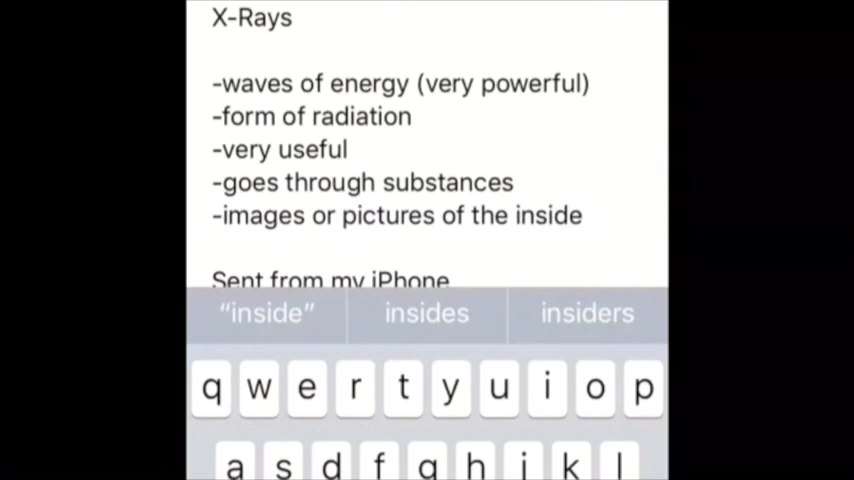 X-Rays
-waves of energy (very powerful)
-form of radiation
-very useful
-goes through substances
-images or pictures of the inside
Sent from my iPhone
“inside” insides insiders
q w e r t y u i o p
a s d f g h j k l